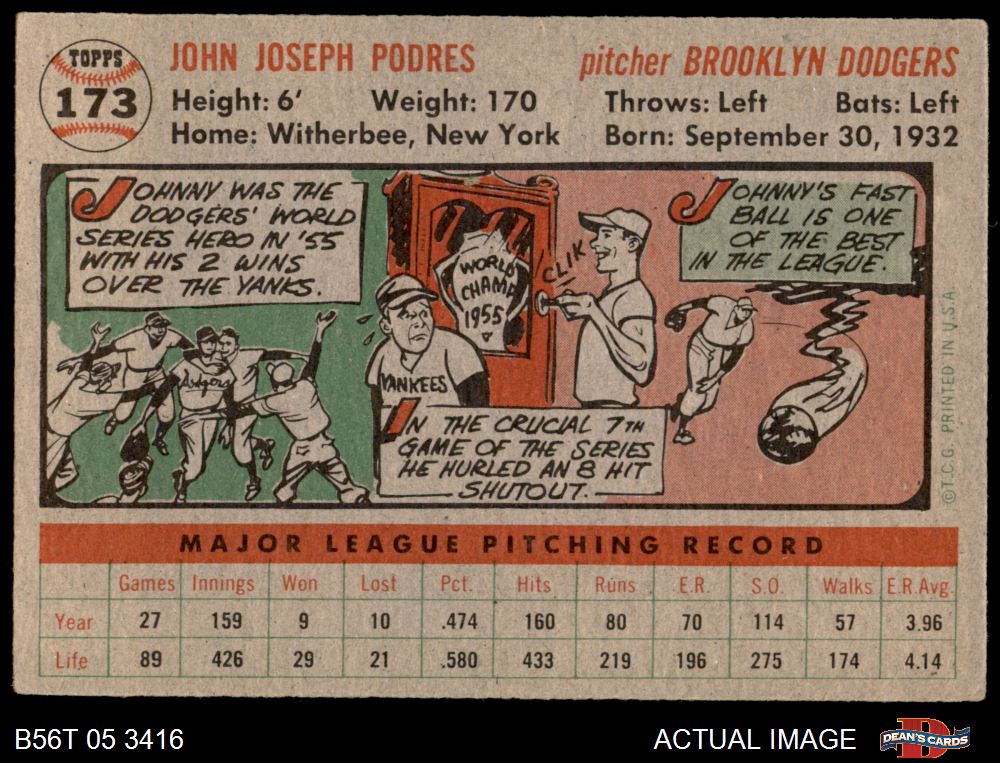 TOPPS
173
JOHN JOSEPH PODRES
pitcher BROOKLYN DODGERS
Height: 6' Weight: 170 Throws: Left Bats: Left
Home: Witherbee, New York Born: September 30, 1932
JOHNNY WAS THE
DODGERS' WORLD
SERIES HERO IN '55
WITH HIS 2 WINS
OVER THE YANKS.
Dodgers
WORLD
CHAMP
1955
CLIK
YANKEES
IN THE CRUCIAL 7TH
GAME OF THE SERIES
HE HURLED AN 8 HIT
SHUTOUT.
JOHNNY'S FAST
BALL IS ONE
OF THE BEST
IN THE LEAGUE.
©T.C.G. PRINTED IN U.S.A
MAJOR LEAGUE PITCHING RECORD
Games Innings Won Lost Pct. Hits Runs E.R. S.O. Walks E.R.Avg.
Year 27 159 9 10 .474 160 80 70 114 57 3.96
Life 89 426 29 21 .580 433 219 196 275 174 4.14
B56T 05 3416
ACTUAL IMAGE
D
DEAN'S CARDS